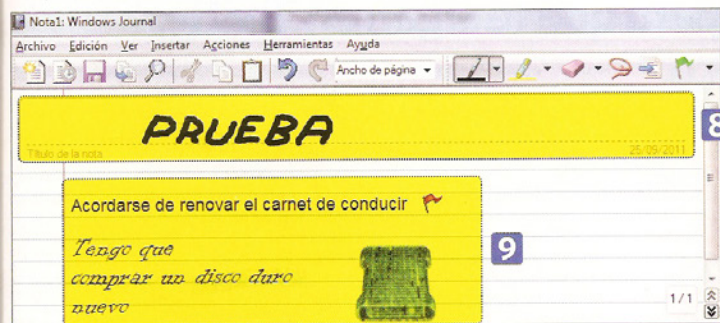 Nota1: Windows Journal
Archivo Edición Ver Insertar Acciones Herramientas Ayuda
Ancho de página
PRUEBA
Título de la nota 25/09/2011
8
Acordarse de renovar el carnet de conducir
Tengo que
comprar un disco duro
nuevo
9
1 / 1